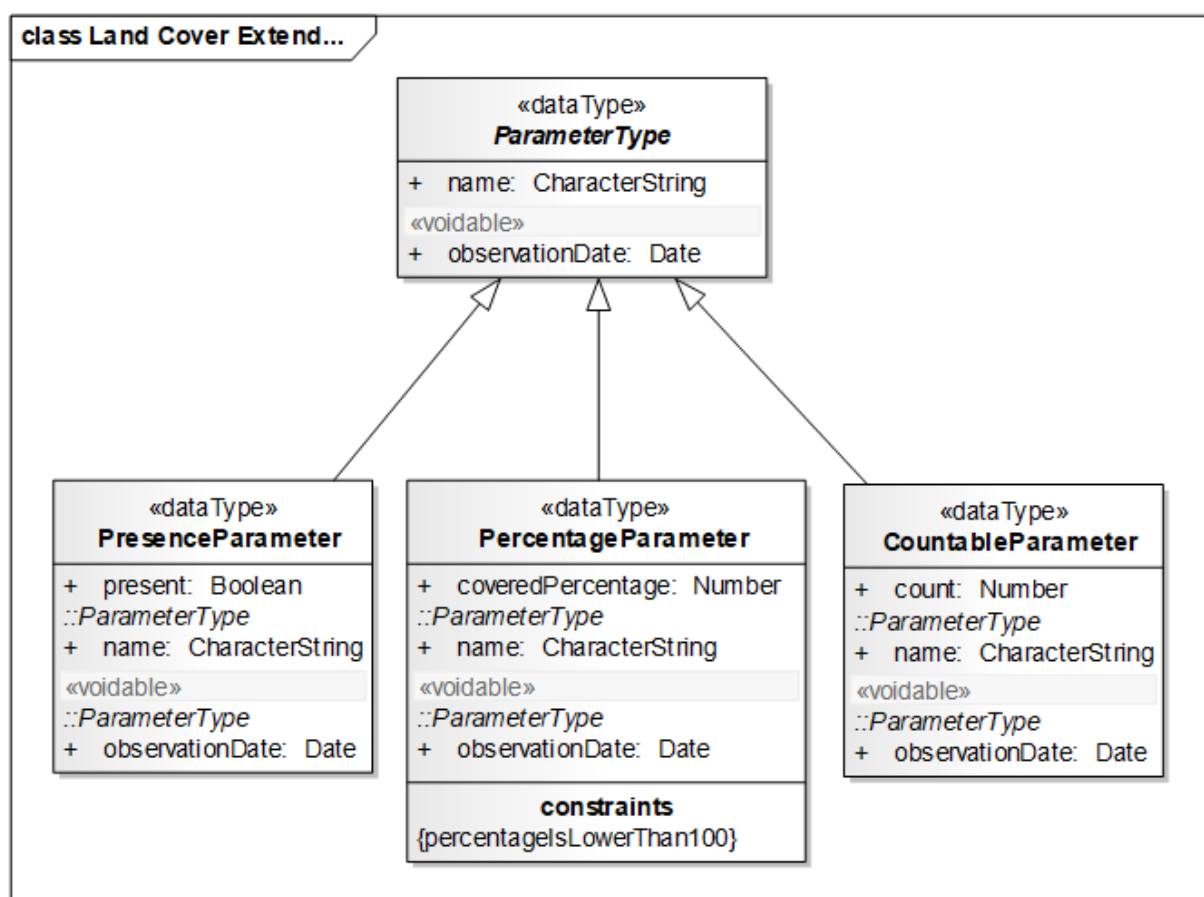 class Land Cover Extend...
«dataType»
ParameterType
+ name: CharacterString
«voidable»
+ observationDate: Date
«dataType»
PresenceParameter
+ present: Boolean
::ParameterType
+ name: CharacterString
«voidable»
::ParameterType
+ observationDate: Date
«dataType»
PercentageParameter
+ coveredPercentage: Number
::ParameterType
+ name: CharacterString
«voidable»
::ParameterType
+ observationDate: Date
constraints
{percentageIsLowerThan100}
«dataType»
CountableParameter
+ count: Number
::ParameterType
+ name: CharacterString
«voidable»
::ParameterType
+ observationDate: Date